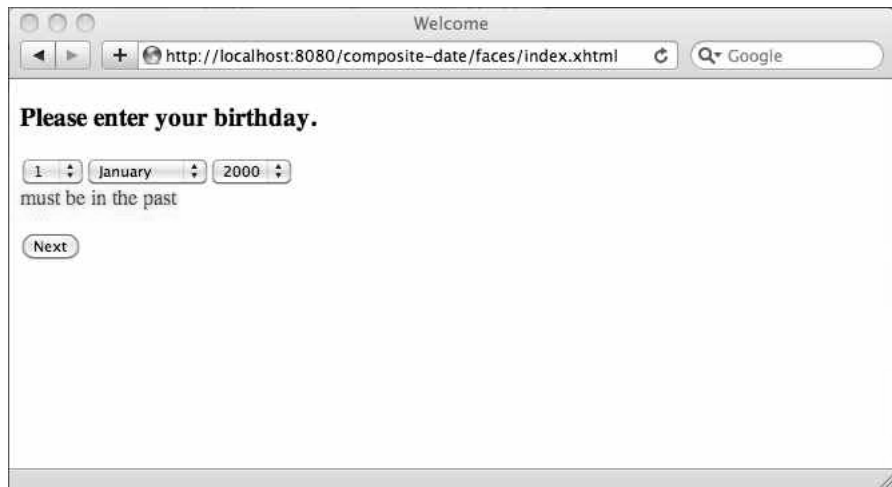 Welcome
+ http://localhost:8080/composite-date/faces/index.xhtml Google
Please enter your birthday.
1 January 2000
must be in the past
Next